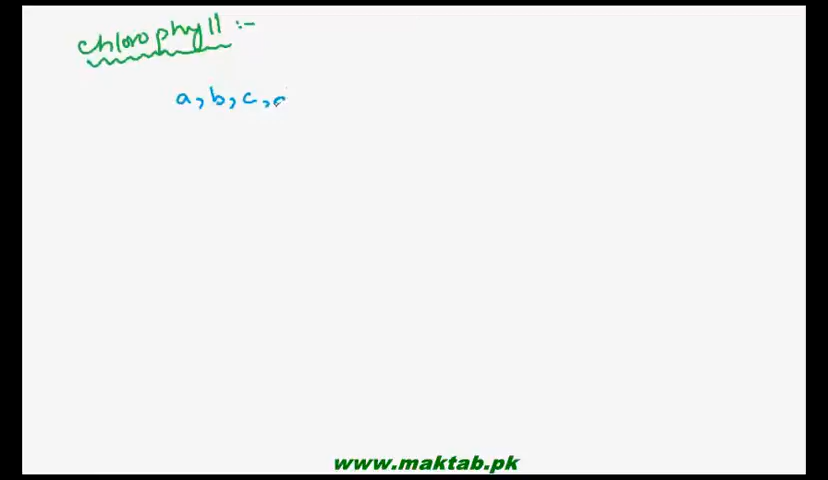 chlorophyll :-
a, b, c,
www.maktab.pk